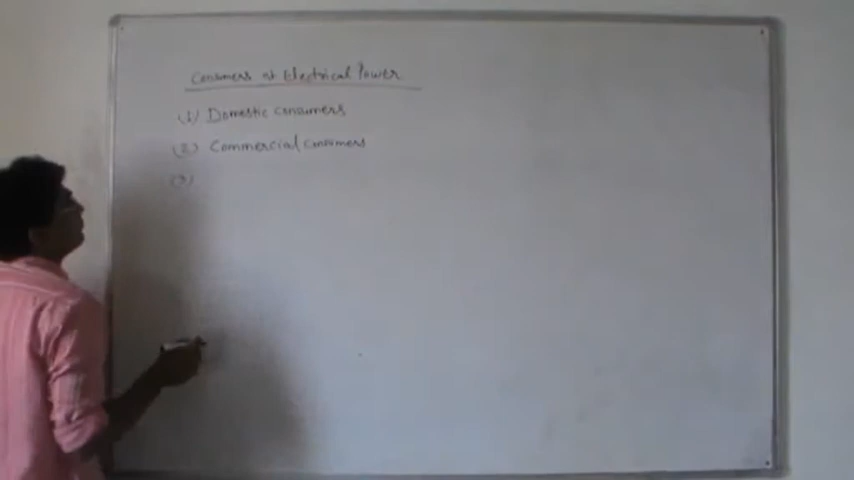 Consumers of Electrical Power
(1) Domestic consumers
(2) Commercial consumers
(3)